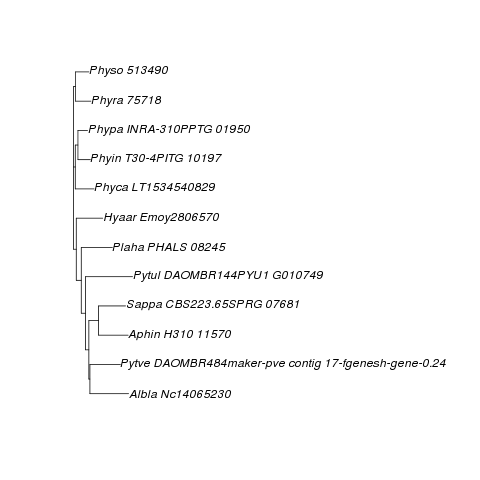 Physo 513490
Phyra 75718
Phypa INRA-310PPTG 01950
Phyin T30-4PITG 10197
Phyca LT1534540829
Hyaar Emoy2806570
Plaha PHALS 08245
Pytul DAOMBR144PYU1 G010749
Sappa CBS223.65SPRG 07681
Aphin H310 11570
Pytve DAOMBR484maker-pve contig 17-fgenesh-gene-0.24
Albla Nc14065230